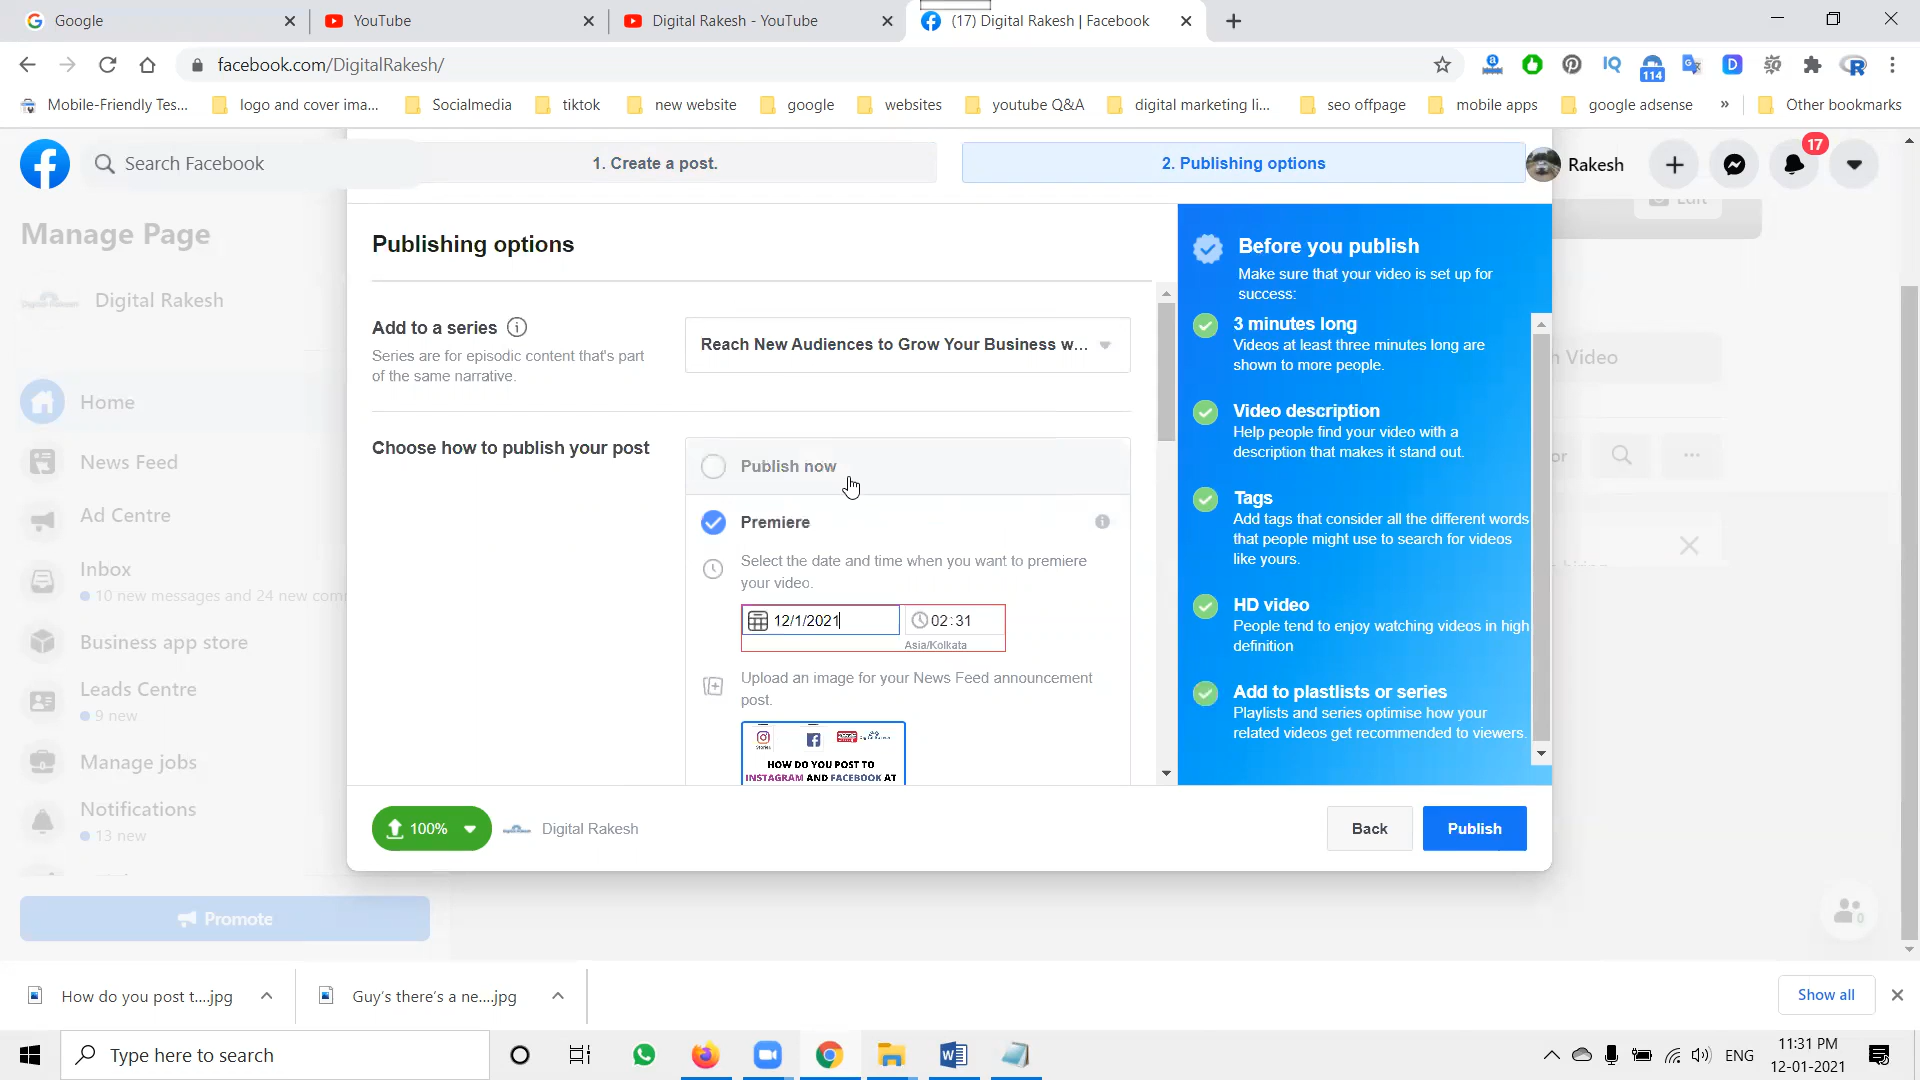 Google
YouTube
Digital Rakesh - YouTube
(17) Digital Rakesh | Facebook
facebook.com/DigitalRakesh/
114
Mobile-Friendly Tes...
logo and cover ima...
Socialmedia
tiktok
new website
google
websites
youtube Q&A
digital marketing li...
seo offpage
mobile apps
google adsense
»
Other bookmarks
Search Facebook
1. Create a post.
2. Publishing options
Rakesh
17
Manage Page
Digital Rakesh
Home
News Feed
Ad Centre
Inbox
10 new messages and 24 new com
Business app store
Leads Centre
9 new
Manage jobs
Notifications
13 new
Promote
Publishing options
Add to a series
Series are for episodic content that's part
of the same narrative.
Reach New Audiences to Grow Your Business w...
Choose how to publish your post
Publish now
Premiere
Select the date and time when you want to premiere
your video.
12/1/2021
02:31
Asia/Kolkata
Upload an image for your News Feed announcement
post.
HOW DO YOU POST TO
INSTAGRAM AND FACEBOOK AT
Before you publish
Make sure that your video is set up for
success:
3 minutes long
Videos at least three minutes long are
shown to more people.
Video description
Help people find your video with a
description that makes it stand out.
Tags
Add tags that consider all the different words
that people might use to search for videos
like yours.
HD video
People tend to enjoy watching videos in high
definition
Add to plastlists or series
Playlists and series optimise how your
related videos get recommended to viewers.
Edit
Video
or
100%
Digital Rakesh
Back
Publish
How do you post t....jpg
Guy's there's a ne....jpg
Show all
Type here to search
ENG
11:31 PM
12-01-2021